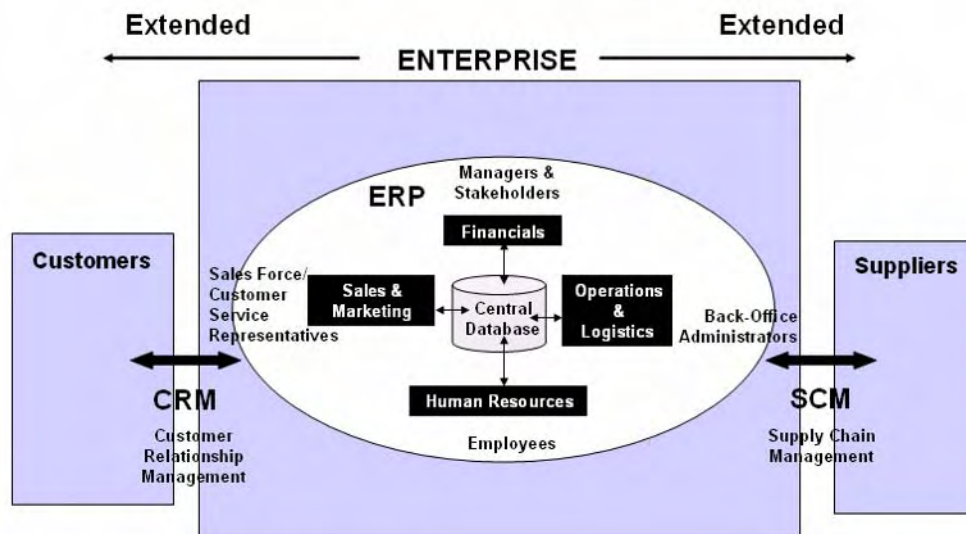 Extended
Extended
ENTERPRISE
Managers &
Stakeholders
ERP
Financials
Customers
Suppliers
Sales Force/
Customer
Service
Representatives
Sales &
Marketing
Central
Database
Operations
&
Logistics
Back-Office
Administrators
Human Resources
Employees
CRM
Customer
Relationship
Management
SCM
Supply Chain
Management